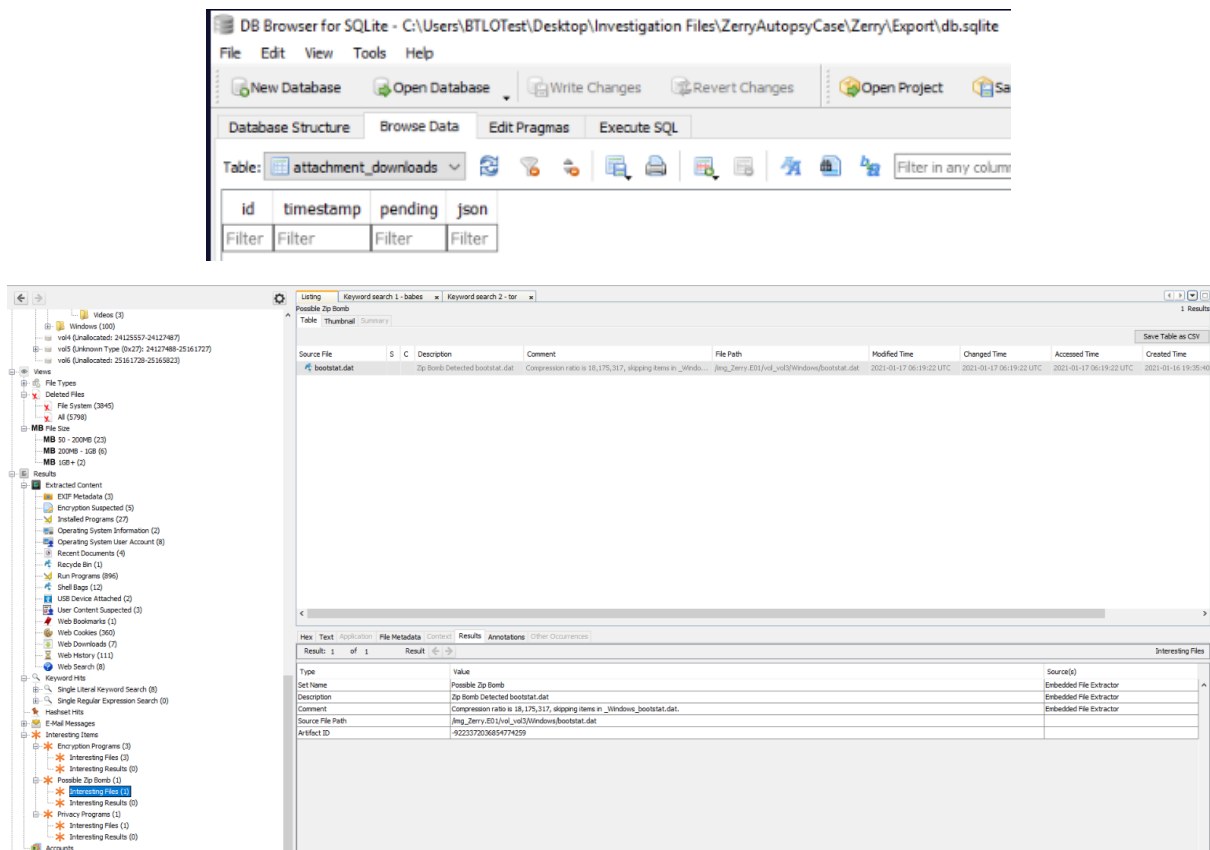 DB Browser for SQLite - C:\Users\BTLOTest\Desktop\Investigation Files\ZerryAutopsyCase\Zerry\Export\db.sqlite
File Edit View Tools Help
New Database Open Database Write Changes Revert Changes Open Project Sa
Database Structure Browse Data Edit Pragmas Execute SQL
Table: attachment_downloads Filter in any column
id timestamp pending json
Filter Filter Filter Filter
Videos (3)
Windows (100)
vol4 (Unallocated: 24125557-24127487)
vol5 (Unknown Type (0x27): 24127488-25161727)
vol6 (Unallocated: 25161728-25165823)
Views
File Types
Deleted Files
File System (3845)
All (5798)
MB File Size
MB 50 - 200MB (23)
MB 200MB - 1GB (6)
MB 1GB+ (2)
Results
Extracted Content
EXIF Metadata (3)
Encryption Suspected (5)
Installed Programs (27)
Operating System Information (2)
Operating System User Account (8)
Recent Documents (4)
Recycle Bin (1)
Run Programs (896)
Shell Bags (12)
USB Device Attached (2)
User Content Suspected (3)
Web Bookmarks (1)
Web Cookies (360)
Web Downloads (7)
Web History (111)
Web Search (8)
Keyword Hits
Single Literal Keyword Search (8)
Single Regular Expression Search (0)
Hashset Hits
E-Mail Messages
Interesting Items
Encryption Programs (3)
Interesting Files (3)
Interesting Results (0)
Possible Zip Bomb (1)
Interesting Files (1)
Interesting Results (0)
Privacy Programs (1)
Interesting Files (1)
Interesting Results (0)
Accounts
Listing Keyword search 1 - babes x Keyword search 2 - tor x
Possible Zip Bomb 1 Results
Table Thumbnail Summary
Save Table as CSV
Source File S C Description Comment File Path Modified Time Changed Time Accessed Time Created Time
bootstat.dat Zip Bomb Detected bootstat.dat Compression ratio is 18,175,317, skipping items in _Windo... /img_Zerry.E01/vol_vol3/Windows/bootstat.dat 2021-01-17 06:19:22 UTC 2021-01-17 06:19:22 UTC 2021-01-17 06:19:22 UTC 2021-01-16 19:35:40
Hex Text Application File Metadata Context Results Annotations Other Occurrences
Result: 1 of 1 Result Interesting Files
Type Value Source(s)
Set Name Possible Zip Bomb Embedded File Extractor
Description Zip Bomb Detected bootstat.dat Embedded File Extractor
Comment Compression ratio is 18,175,317, skipping items in _Windows_bootstat.dat. Embedded File Extractor
Source File Path /img_Zerry.E01/vol_vol3/Windows/bootstat.dat
Artifact ID -9223372036854774259